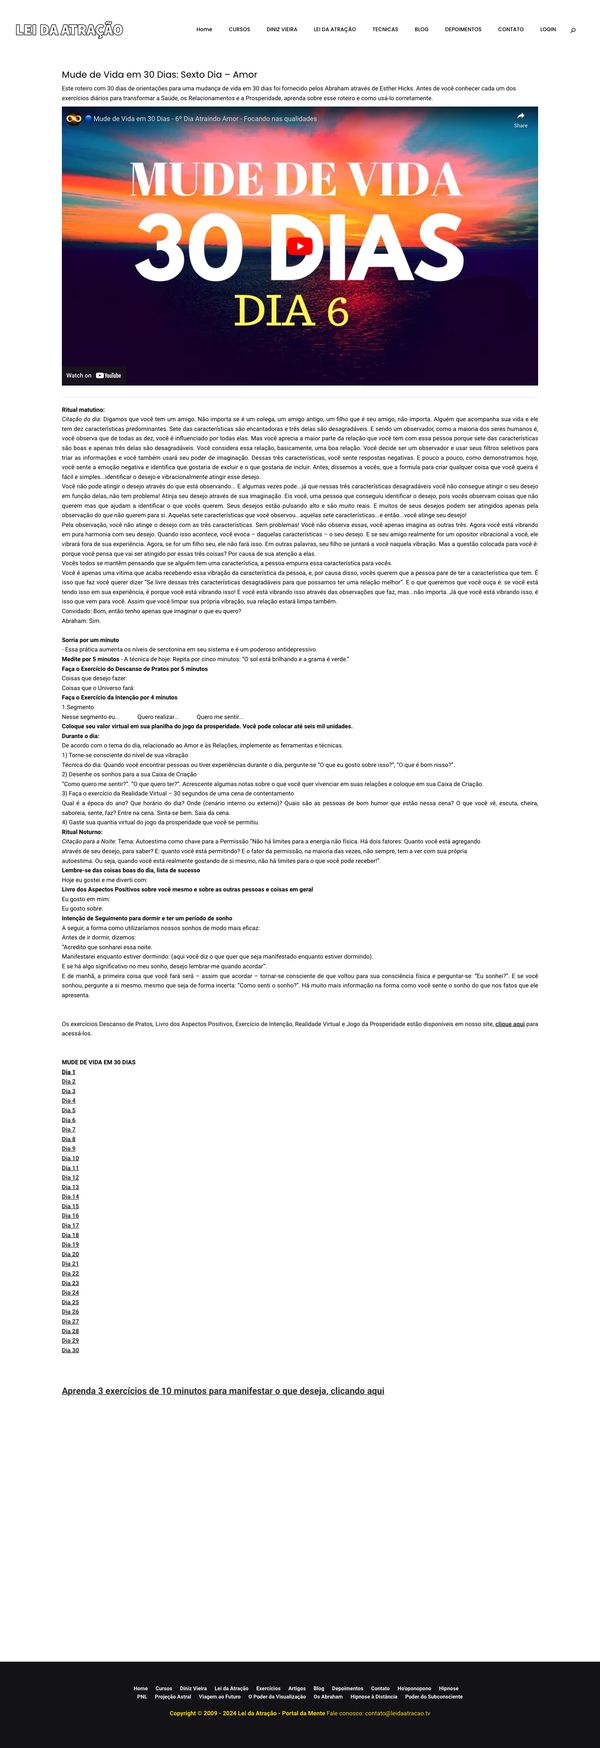 LEI DA ATRAÇÃO
Home CURSOS DINIZ VIEIRA LEI DA ATRAÇÃO TECNICAS BLOG DEPOIMENTOS CONTATO LOGIN
Mude de Vida em 30 Dias: Sexto Dia – Amor
Este roteiro com 30 dias de orientações para uma mudança de vida em 30 dias foi fornecido pelos Abraham através de Esther Hicks. Antes de você conhecer cada um dos
exercícios diários para transformar a Saúde, os Relacionamentos e a Prosperidade, aprenda sobre esse roteiro e como usá-lo corretamente.
Mude de Vida em 30 Dias - 6º Dia Atraindo Amor - Focando nas qualidades
Share
MUDE DE VIDA
30 DIAS
DIA 6
Watch on YouTube
Ritual matutino:
Citação do dia: Digamos que você tem um amigo. Não importa se é um colega, um amigo antigo, um filho que é seu amigo, não importa. Alguém que acompanha sua vida e ele
tem dez características predominantes. Sete das características são encantadoras e três delas são desagradáveis. E sendo um observador, como a maioria dos seres humanos é,
você observa que de todas as dez, você é influenciado por todas elas. Mas você aprecia a maior parte da relação que você tem com essa pessoa porque sete das características
são boas e apenas três delas são desagradáveis. Você considera essa relação, basicamente, uma boa relação. Você decide ser um observador e usar seus filtros seletivos para
triar as informações e você também usará seu poder de imaginação. Dessas três características, você sente respostas negativas. E pouco a pouco, como demonstramos hoje,
você sente a emoção negativa e identifica que gostaria de excluir e o que gostaria de incluir. Antes, dissemos a vocês, que a formula para criar qualquer coisa que você queira é
fácil e simples...identificar o desejo e vibracionalmente atingir esse desejo.
Você não pode atingir o desejo através do que está observando... E algumas vezes pode...já que nessas três características desagradáveis você não consegue atingir o seu desejo
em função delas, não tem problema! Atinja seu desejo através de sua imaginação. Eis você, uma pessoa que conseguiu identificar o desejo, pois vocês observam coisas que não
querem mas que ajudam a identificar o que vocês querem. Seus desejos estão pulsando alto e são muito reais. E muitos de seus desejos podem ser atingidos apenas pela
observação do que não querem para si. Aquelas sete características que você observou...aquelas sete características...e então...você atinge seu desejo!
Pela observação, você não atinge o desejo com as três características. Sem problemas! Você não observa essas, você apenas imagina as outras três. Agora você está vibrando
em pura harmonia com seu desejo. Quando isso acontece, você evoca – daquelas características – o seu desejo. E se seu amigo realmente for um opositor vibracional a você, ele
vibrará fora de sua experiência. Agora, se for um filho seu, ele não fará isso. Em outras palavras, seu filho se juntará a você naquela vibração. Mas a questão colocada para você é:
porque você pensa que vai ser atingido por essas três coisas? Por causa de sua atenção a elas.
Vocês todos se mantêm pensando que se alguém tem uma característica, a pessoa empurra essa característica para vocês.
Você é apenas uma vítima que acaba recebendo essa vibração da característica da pessoa, e, por causa disso, vocês querem que a pessoa pare de ter a característica que tem. É
isso que faz você querer dizer "Se livre dessas três características desagradáveis para que possamos ter uma relação melhor". E o que queremos que você ouça é: se você está
tendo isso em sua experiência, é porque você está vibrando isso! E você está vibrando isso através das observações que faz, mas...não importa. Já que você está vibrando isso, é
isso que vem para você. Assim que você limpar sua própria vibração, sua relação estará limpa também.
Convidado: Bom, então tenho apenas que imaginar o que eu quero?
Abraham: Sim.
Sorria por um minuto
- Essa prática aumenta os níveis de serotonina em seu sistema e é um poderoso antidepressivo.
Medite por 5 minutos - A técnica de hoje: Repita por cinco minutos: "O sol está brilhando e a grama é verde."
Faça o Exercício do Descanso de Pratos por 5 minutos
Coisas que desejo fazer:
Coisas que o Universo fará:
Faça o Exercício da Intenção por 4 minutos
1.Segmento
Nesse segmento eu... Quero realizar... Quero me sentir...
Coloque seu valor virtual em sua planilha do jogo da prosperidade. Você pode colocar até seis mil unidades.
Durante o dia:
De acordo com o tema do dia, relacionado ao Amor e às Relações, implemente as ferramentas e técnicas.
1) Torne-se consciente do nível de sua vibração
Técnica do dia: Quando você encontrar pessoas ou tiver experiências durante o dia, pergunte-se "O que eu gosto sobre isso?", "O que é bom nisso?".
2) Desenhe os sonhos para a sua Caixa de Criação
"Como quero me sentir?". "O que quero ter?". Acrescente algumas notas sobre o que você quer vivenciar em suas relações e coloque em sua Caixa de Criação.
3) Faça o exercício da Realidade Virtual – 30 segundos de uma cena de contentamento
Qual é a época do ano? Que horário do dia? Onde (cenário interno ou externo)? Quais são as pessoas de bom humor que estão nessa cena? O que você vê, escuta, cheira,
saboreia, sente, faz? Entre na cena. Sinta-se bem. Saia da cena.
4) Gaste sua quantia virtual do jogo da prosperidade que você se permitiu.
Ritual Noturno:
Citação para a Noite: Tema: Autoestima como chave para a Permissão "Não há limites para a energia não física. Há dois fatores: Quanto você está agregando
através de seu desejo, para saber? E: quanto você está permitindo? E o fator da permissão, na maioria das vezes, não sempre, tem a ver com sua própria
autoestima. Ou seja, quando você está realmente gostando de si mesmo, não há limites para o que você pode receber!".
Lembre-se das coisas boas do dia, lista de sucesso
Hoje eu gostei e me diverti com:
Livro dos Aspectos Positivos sobre você mesmo e sobre as outras pessoas e coisas em geral
Eu gosto em mim:
Eu gosto sobre:
Intenção de Seguimento para dormir e ter um período de sonho
A seguir, a forma como utilizaríamos nossos sonhos de modo mais eficaz:
Antes de ir dormir, dizemos:
"Acredito que sonharei essa noite.
Manifestarei enquanto estiver dormindo: (aqui você diz o que quer que seja manifestado enquanto estiver dormindo).
E se há algo significativo no meu sonho, desejo lembrar-me quando acordar".
E de manhã, a primeira coisa que você fará será – assim que acordar – tornar-se consciente de que voltou para sua consciência física e perguntar-se: "Eu sonhei?". E se você
sonhou, pergunte a si mesmo, mesmo que seja de forma incerta: "Como senti o sonho?". Há muito mais informação na forma como você sente o sonho do que nos fatos que ele
apresenta.
Os exercícios Descanso de Pratos, Livro dos Aspectos Positivos, Exercício de Intenção, Realidade Virtual e Jogo da Prosperidade estão disponíveis em nosso site, clique aqui para
acessá-los.
MUDE DE VIDA EM 30 DIAS
Dia 1
Dia 2
Dia 3
Dia 4
Dia 5
Dia 6
Dia 7
Dia 8
Dia 9
Dia 10
Dia 11
Dia 12
Dia 13
Dia 14
Dia 15
Dia 16
Dia 17
Dia 18
Dia 19
Dia 20
Dia 21
Dia 22
Dia 23
Dia 24
Dia 25
Dia 26
Dia 27
Dia 28
Dia 29
Dia 30
Aprenda 3 exercícios de 10 minutos para manifestar o que deseja, clicando aqui
Home Cursos Diniz Vieira Lei da Atração Exercícios Artigos Blog Depoimentos Contato Ho'oponopono Hipnose
PNL Projeção Astral Viagem ao Futuro O Poder da Visualização Os Abraham Hipnose à Distância Poder do Subconsciente
Copyright © 2009 - 2024 Lei da Atração - Portal da Mente Fale conosco: contato@leidaatracao.tv